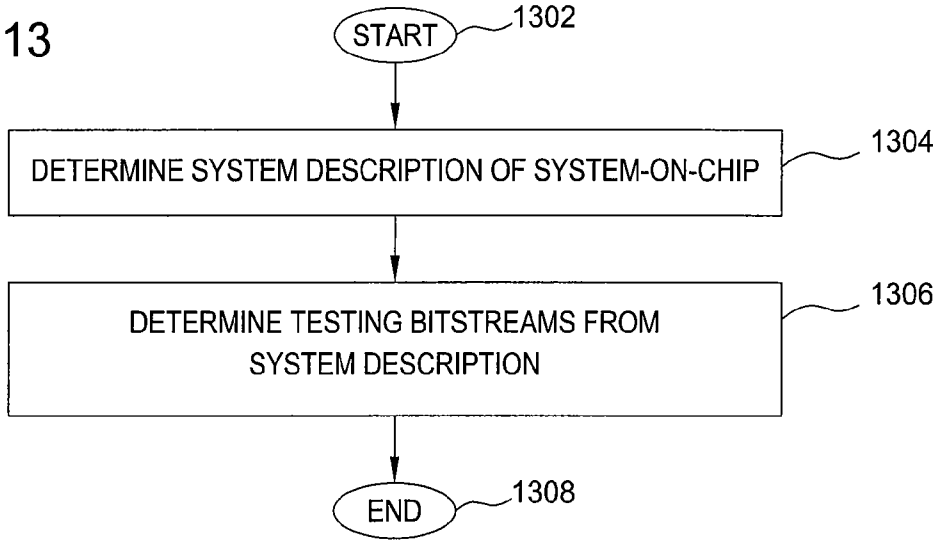 13
START
1302
DETERMINE SYSTEM DESCRIPTION OF SYSTEM-ON-CHIP
1304
DETERMINE TESTING BITSTREAMS FROM
SYSTEM DESCRIPTION
1306
END
1308